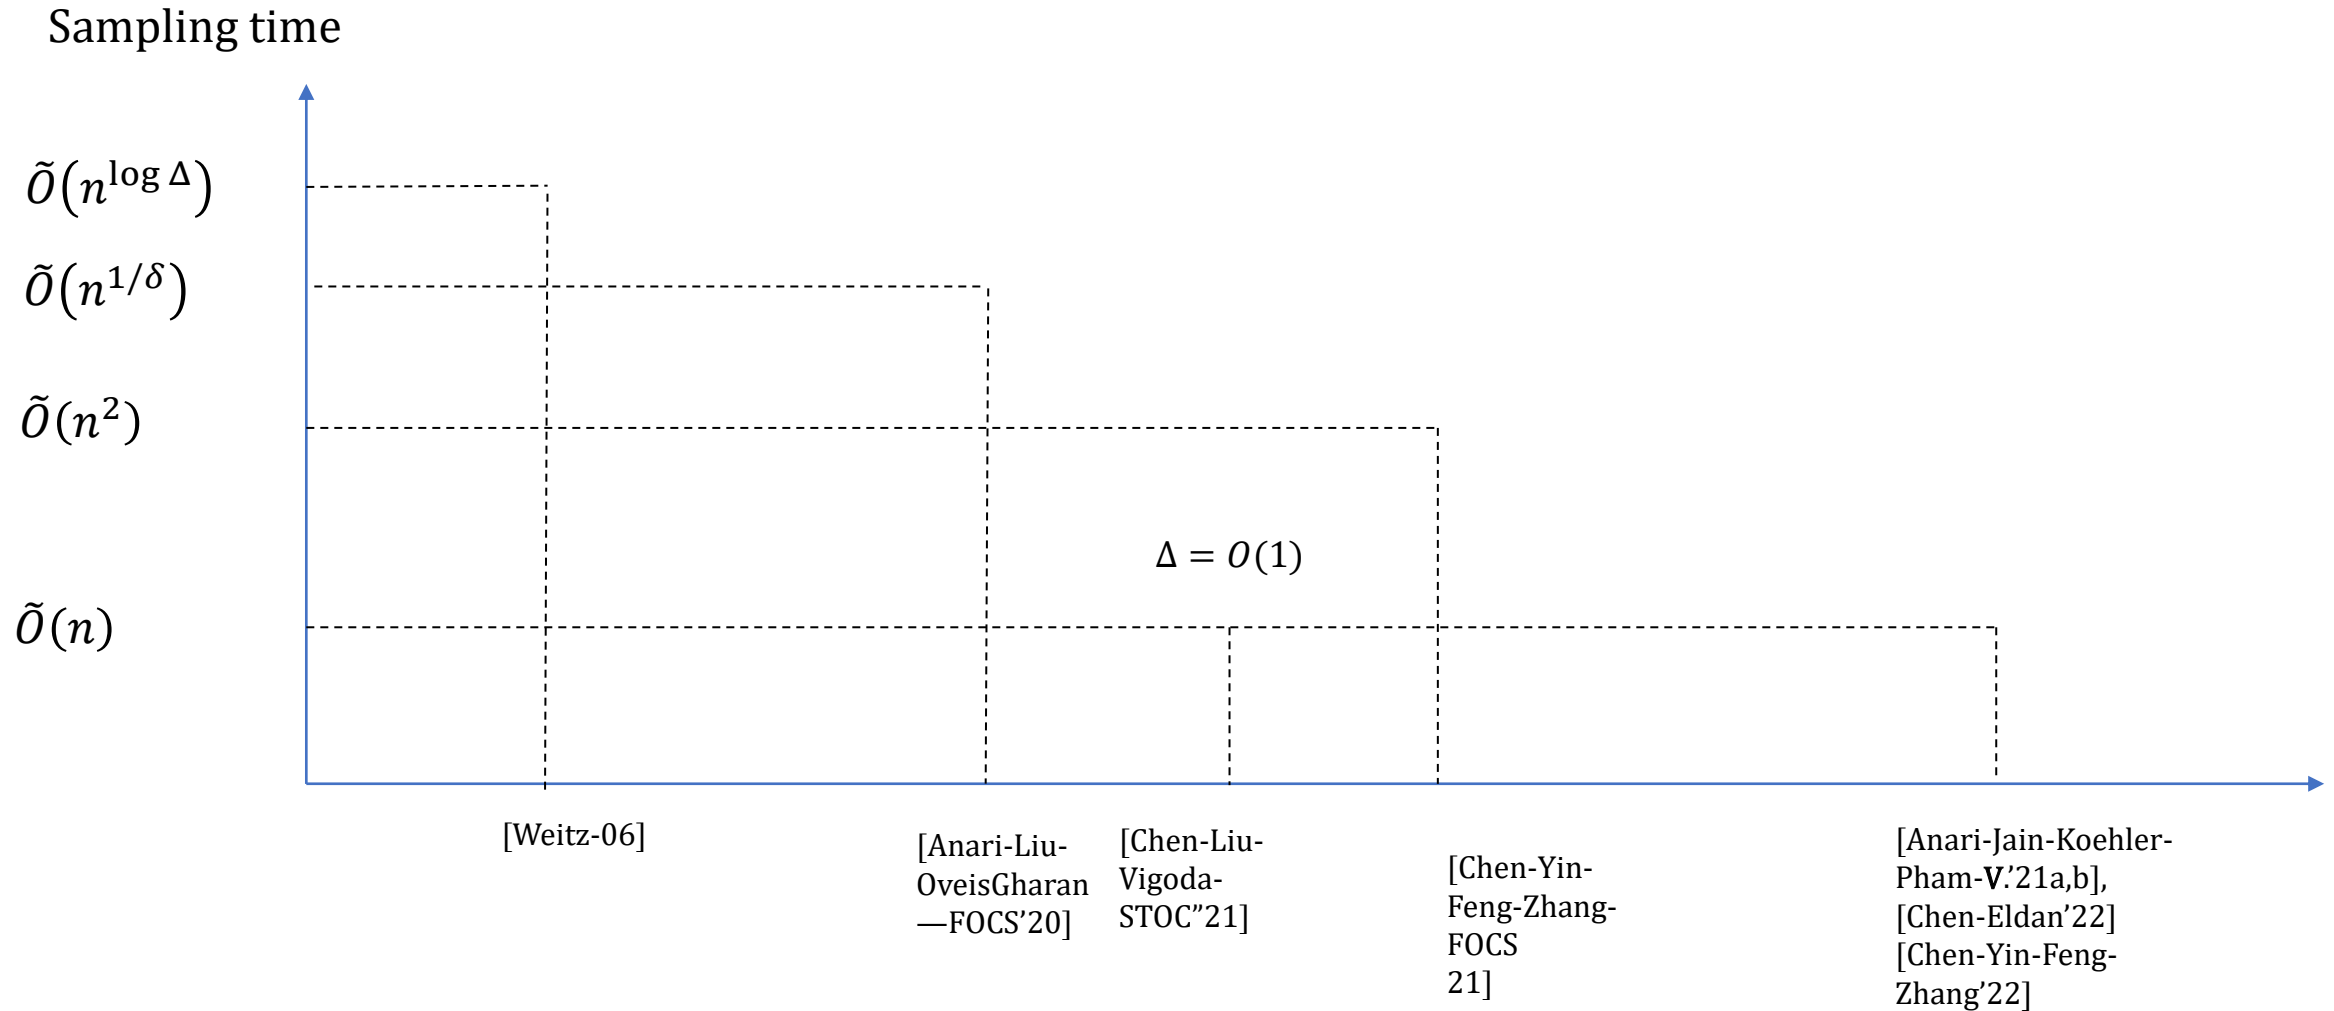 Sampling time
Õ(n^{log Δ})
Õ(n^{1/δ})
Õ(n²)
Δ = O(1)
Õ(n)
[Weitz-06]
[Anari-Liu-
OveisGharan
—FOCS’20]
[Chen-Liu-
Vigoda-
STOC”21]
[Chen-Yin-
Feng-Zhang-
FOCS
21]
[Anari-Jain-Koehler-
Pham-V.’21a,b],
[Chen-Eldan’22]
[Chen-Yin-Feng-
Zhang’22]